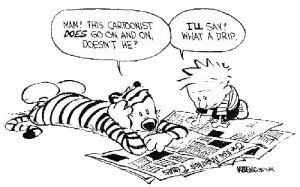 MAN! THIS CARTOONIST
DOES GO ON AND ON,
DOESN'T HE?
I'LL SAY!
WHAT A DRIP.